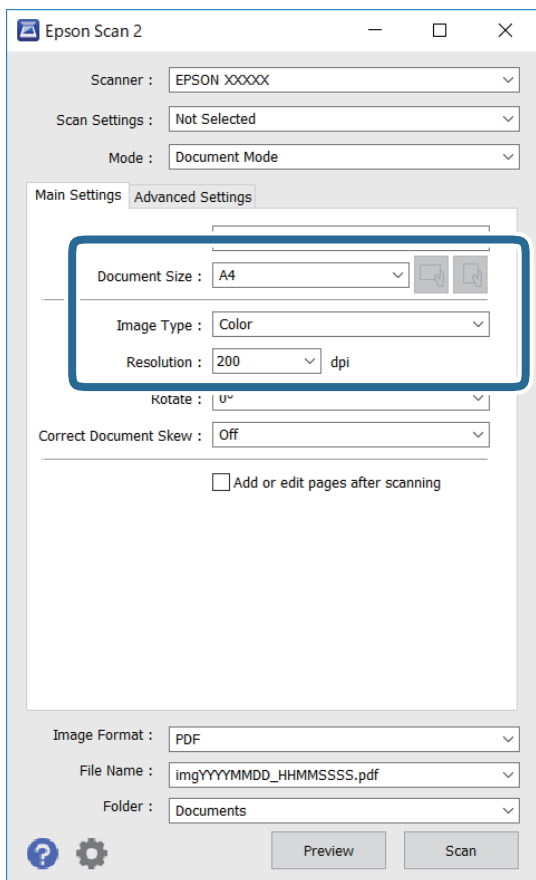 Epson Scan 2
Scanner : EPSON XXXXX
Scan Settings : Not Selected
Mode : Document Mode
Main Settings Advanced Settings
Document Size : A4
Image Type : Color
Resolution : 200 dpi
Rotate : 0°
Correct Document Skew : Off
Add or edit pages after scanning
Image Format : PDF
File Name : imgYYYYMMDD_HHMMSSSS.pdf
Folder : Documents
? Preview Scan